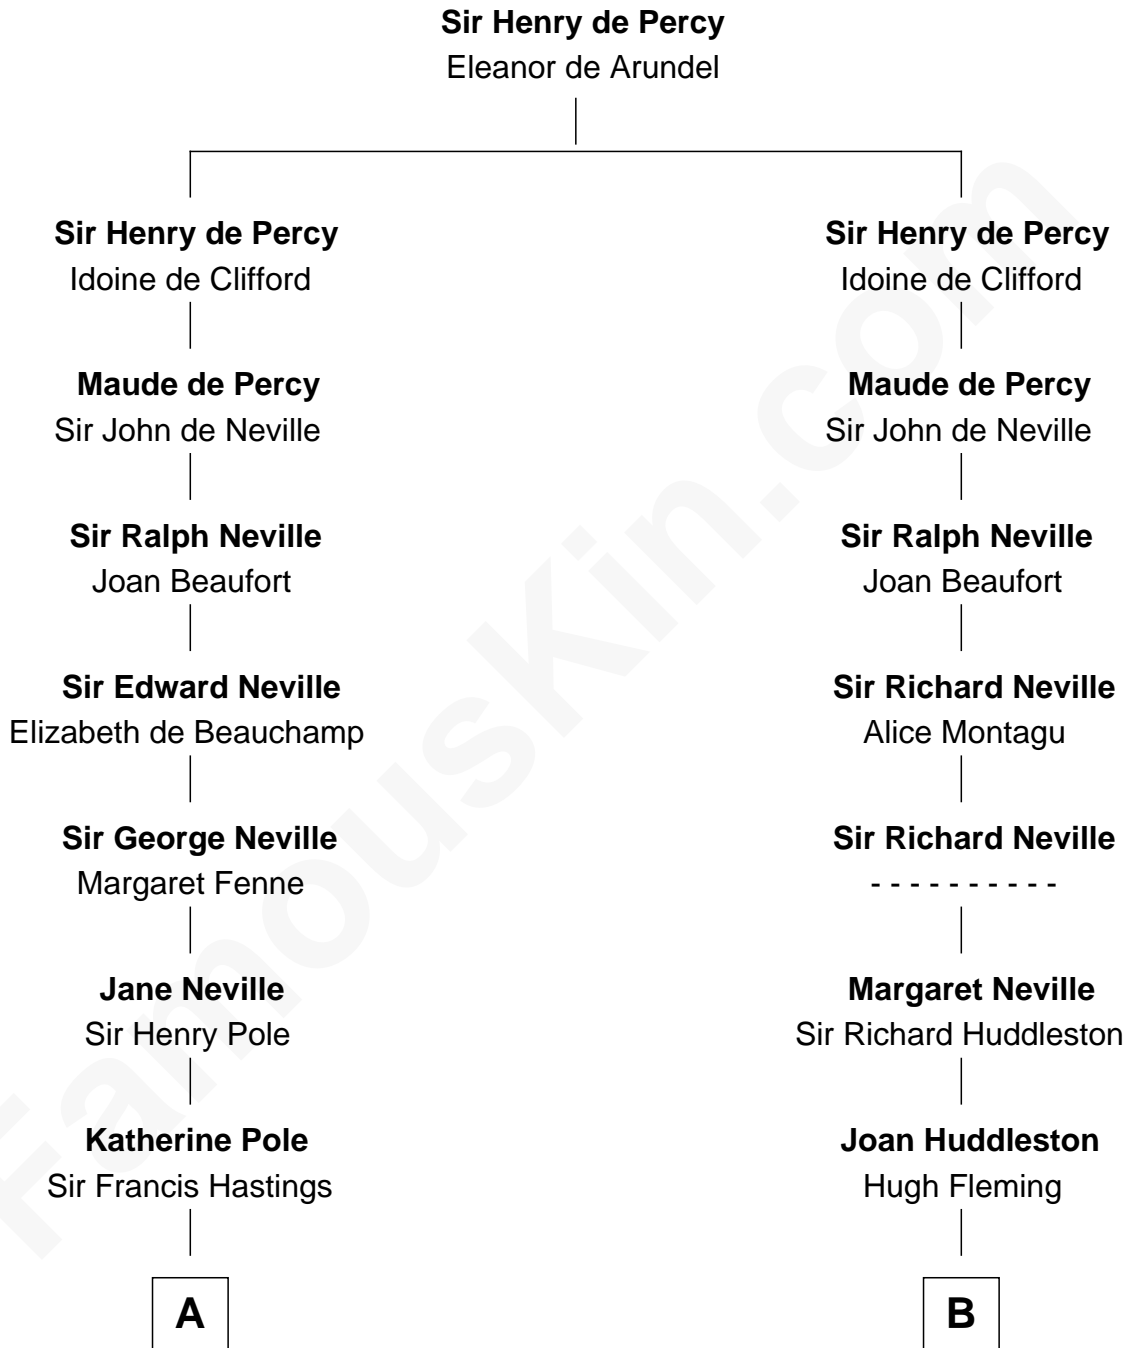 Sir Henry de Percy
Eleanor de Arundel
Sir Henry de Percy
Idoine de Clifford
Maude de Percy
Sir John de Neville
Sir Ralph Neville
Joan Beaufort
Sir Edward Neville
Elizabeth de Beauchamp
Sir George Neville
Margaret Fenne
Jane Neville
Sir Henry Pole
Katherine Pole
Sir Francis Hastings
A
Sir Henry de Percy
Idoine de Clifford
Maude de Percy
Sir John de Neville
Sir Ralph Neville
Joan Beaufort
Sir Richard Neville
Alice Montagu
Sir Richard Neville
- - - - - - - - - -
Margaret Neville
Sir Richard Huddleston
Joan Huddleston
Hugh Fleming
B
FamousKin.com